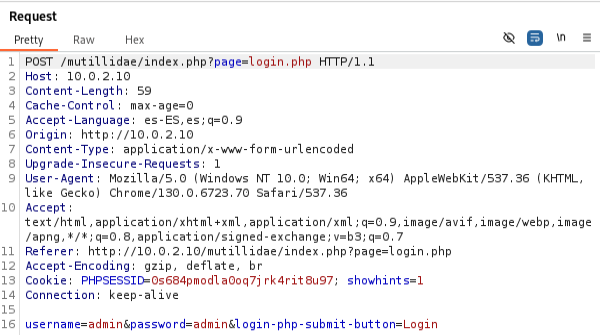 Request
Pretty Raw Hex \n
1 POST /mutillidae/index.php?page=login.php HTTP/1.1
2 Host: 10.0.2.10
3 Content-Length: 59
4 Cache-Control: max-age=0
5 Accept-Language: es-ES,es;q=0.9
6 Origin: http://10.0.2.10
7 Content-Type: application/x-www-form-urlencoded
8 Upgrade-Insecure-Requests: 1
9 User-Agent: Mozilla/5.0 (Windows NT 10.0; Win64; x64) AppleWebKit/537.36 (KHTML,
like Gecko) Chrome/130.0.6723.70 Safari/537.36
10 Accept:
text/html,application/xhtml+xml,application/xml;q=0.9,image/avif,image/webp,image
/apng,*/*;q=0.8,application/signed-exchange;v=b3;q=0.7
11 Referer: http://10.0.2.10/mutillidae/index.php?page=login.php
12 Accept-Encoding: gzip, deflate, br
13 Cookie: PHPSESSID=0s684pmodla0oq7jrk4rit8u97; showhints=1
14 Connection: keep-alive
15
16 username=admin&password=admin&login-php-submit-button=Login